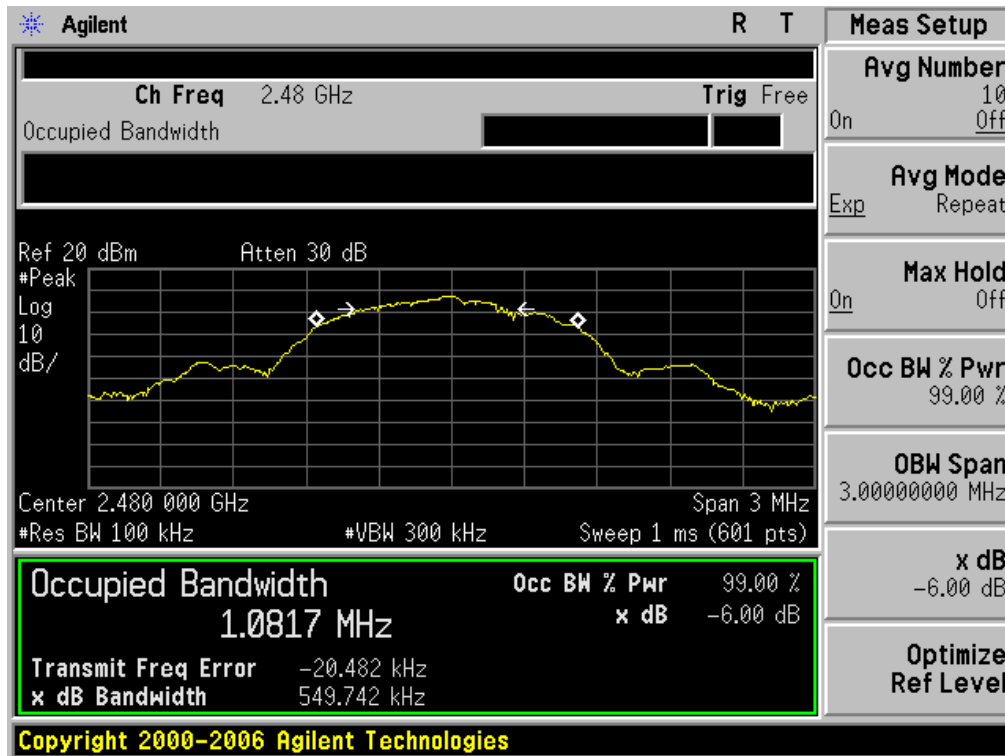 Agilent R T
Ch Freq 2.48 GHz Trig Free
Occupied Bandwidth
Ref 20 dBm Atten 30 dB
#Peak
Log
10
dB/
Center 2.480 000 GHz Span 3 MHz
#Res BW 100 kHz #VBW 300 kHz Sweep 1 ms (601 pts)
Occupied Bandwidth
1.0817 MHz
Occ BW % Pwr 99.00 %
x dB -6.00 dB
Transmit Freq Error -20.482 kHz
x dB Bandwidth 549.742 kHz
Copyright 2000-2006 Agilent Technologies
Meas Setup
Avg Number
10
On Off
Avg Mode
Exp Repeat
Max Hold
On Off
Occ BW % Pwr
99.00 %
OBW Span
3.00000000 MHz
x dB
-6.00 dB
Optimize
Ref Level